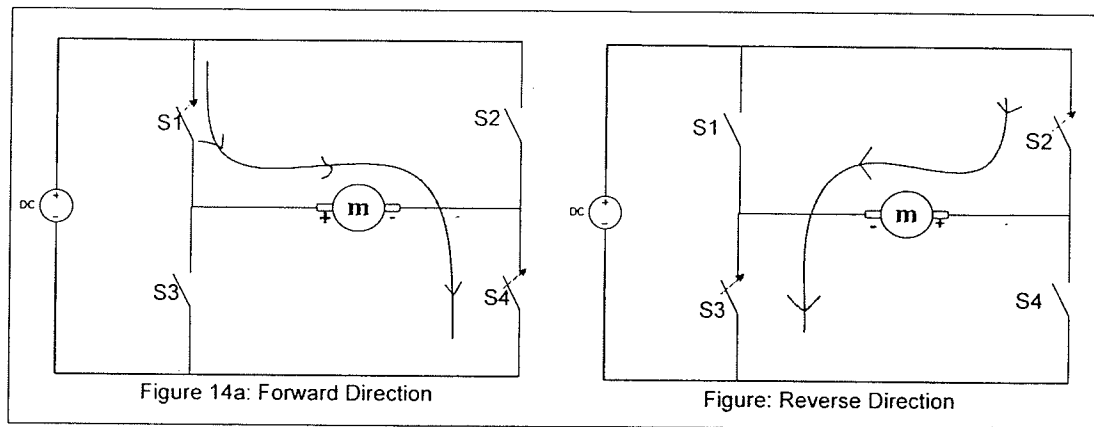 S1
S2
DC
+
-
+
m
-
S3
S4
Figure 14a: Forward Direction
S1
S2
DC
+
-
-
m
+
S3
S4
Figure: Reverse Direction